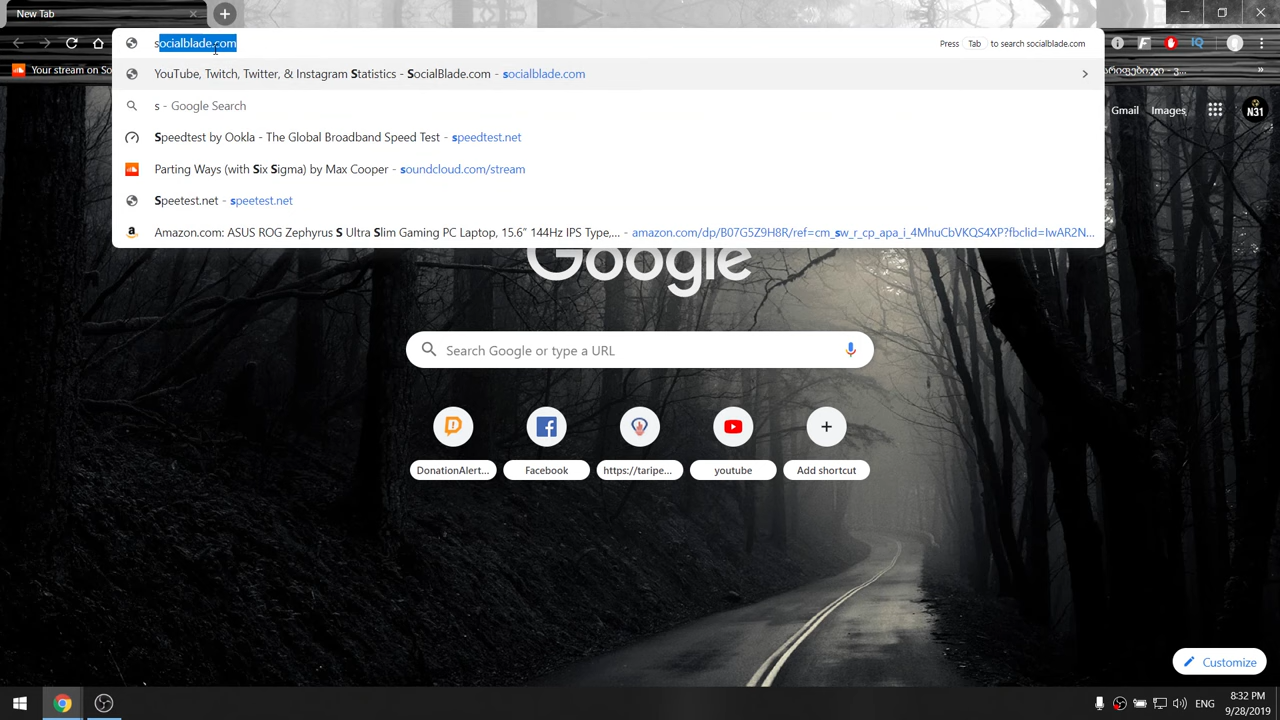 New Tab
socialblade.com
Press Tab to search socialblade.com
YouTube, Twitch, Twitter, & Instagram Statistics - SocialBlade.com - socialblade.com
s - Google Search
Speedtest by Ookla - The Global Broadband Speed Test - speedtest.net
Parting Ways (with Six Sigma) by Max Cooper - soundcloud.com/stream
Speetest.net - speetest.net
Amazon.com: ASUS ROG Zephyrus S Ultra Slim Gaming PC Laptop, 15.6” 144Hz IPS Type,... - amazon.com/dp/B07G5Z9H8R/ref=cm_sw_r_cp_apa_i_4MhuCbVKQS4XP?fbclid=IwAR2N...
Your stream on So
IQ
Gmail Images
N31
Google
Search Google or type a URL
DonationAlert... Facebook https://taripe... youtube Add shortcut
Customize
ENG
8:32 PM
9/28/2019